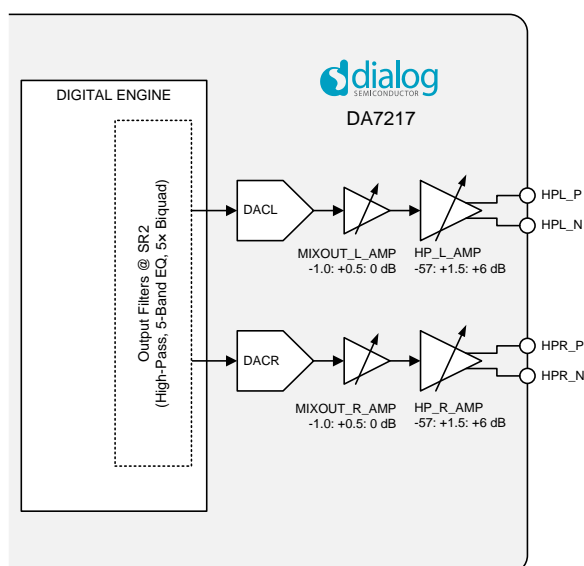 DIGITAL ENGINE
dialog
SEMICONDUCTOR
DA7217
Output Filters @ SR2
(High-Pass, 5-Band EQ, 5x Biquad)
DACL
MIXOUT_L_AMP
-1.0: +0.5: 0 dB
HP_L_AMP
-57: +1.5: +6 dB
HPL_P
HPL_N
DACR
MIXOUT_R_AMP
-1.0: +0.5: 0 dB
HP_R_AMP
-57: +1.5: +6 dB
HPR_P
HPR_N